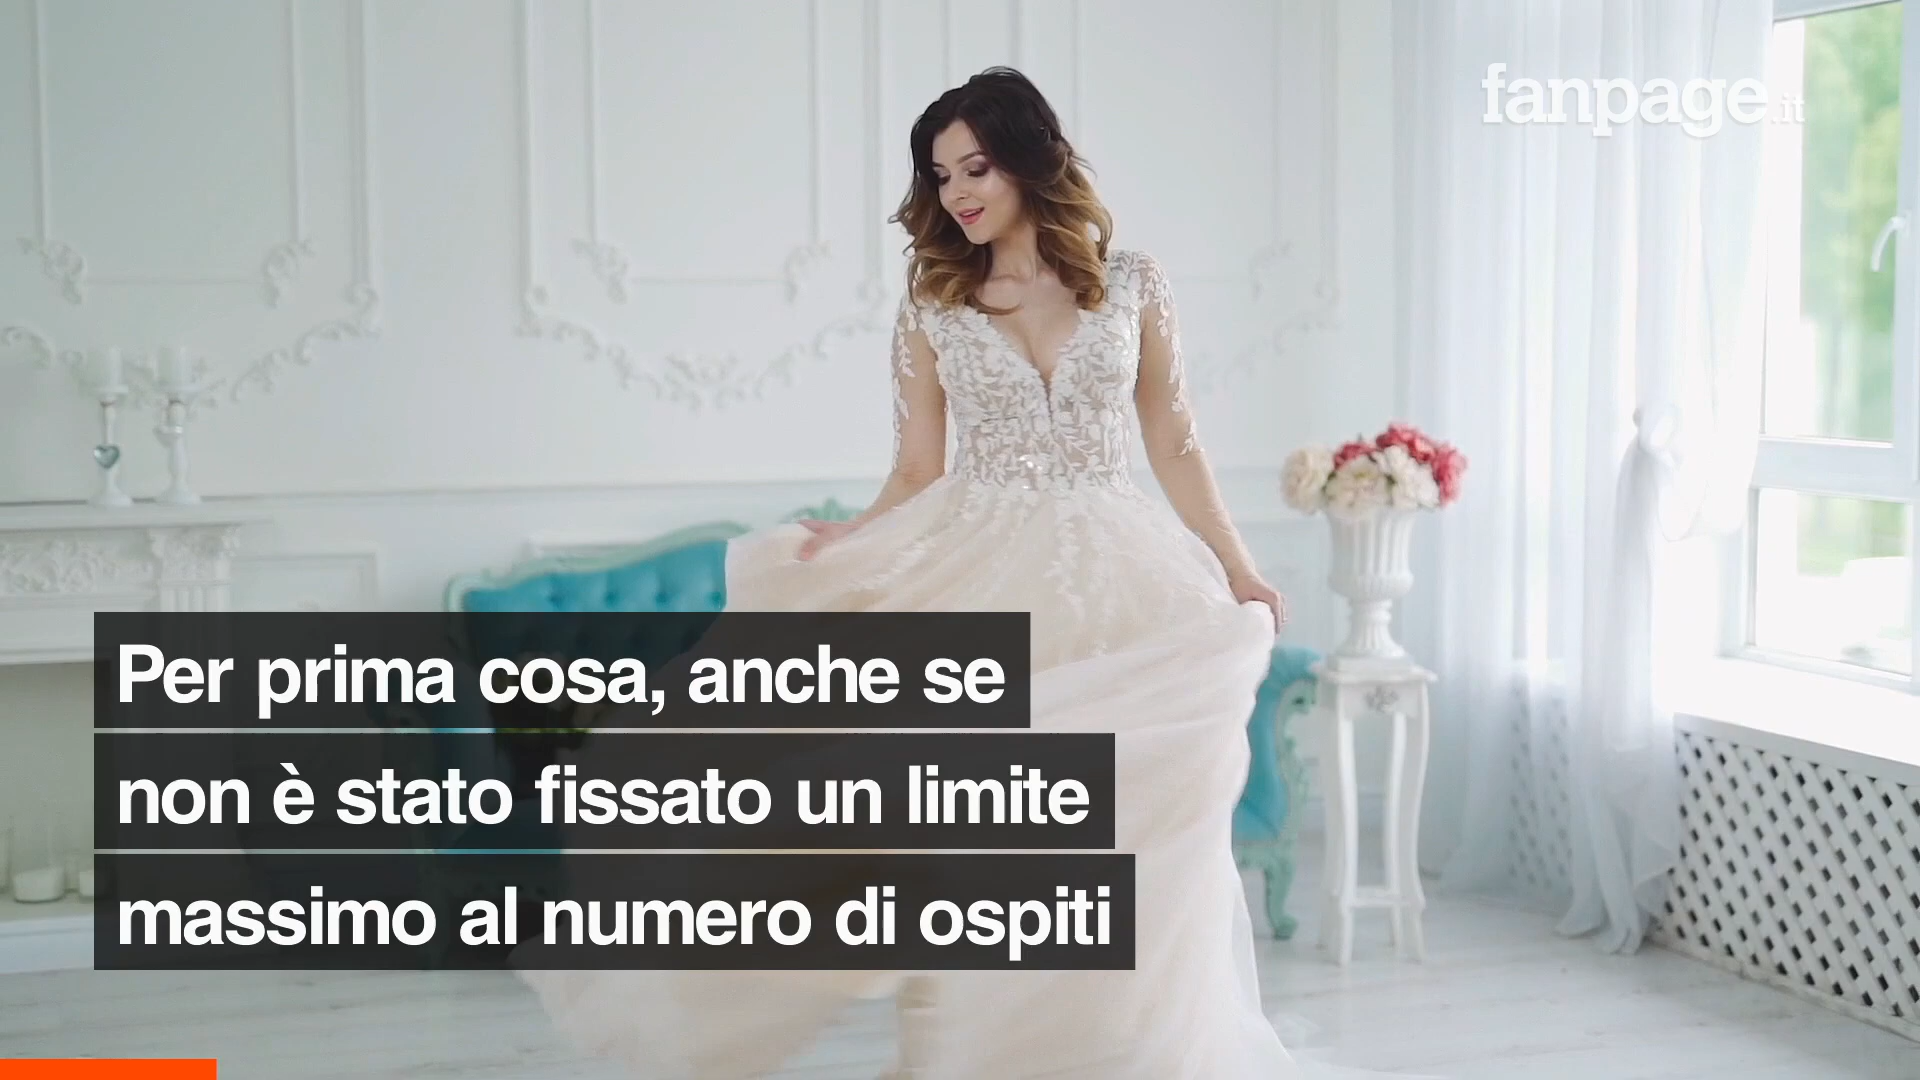 fanpage.it
Per prima cosa, anche se
non è stato fissato un limite
massimo al numero di ospiti